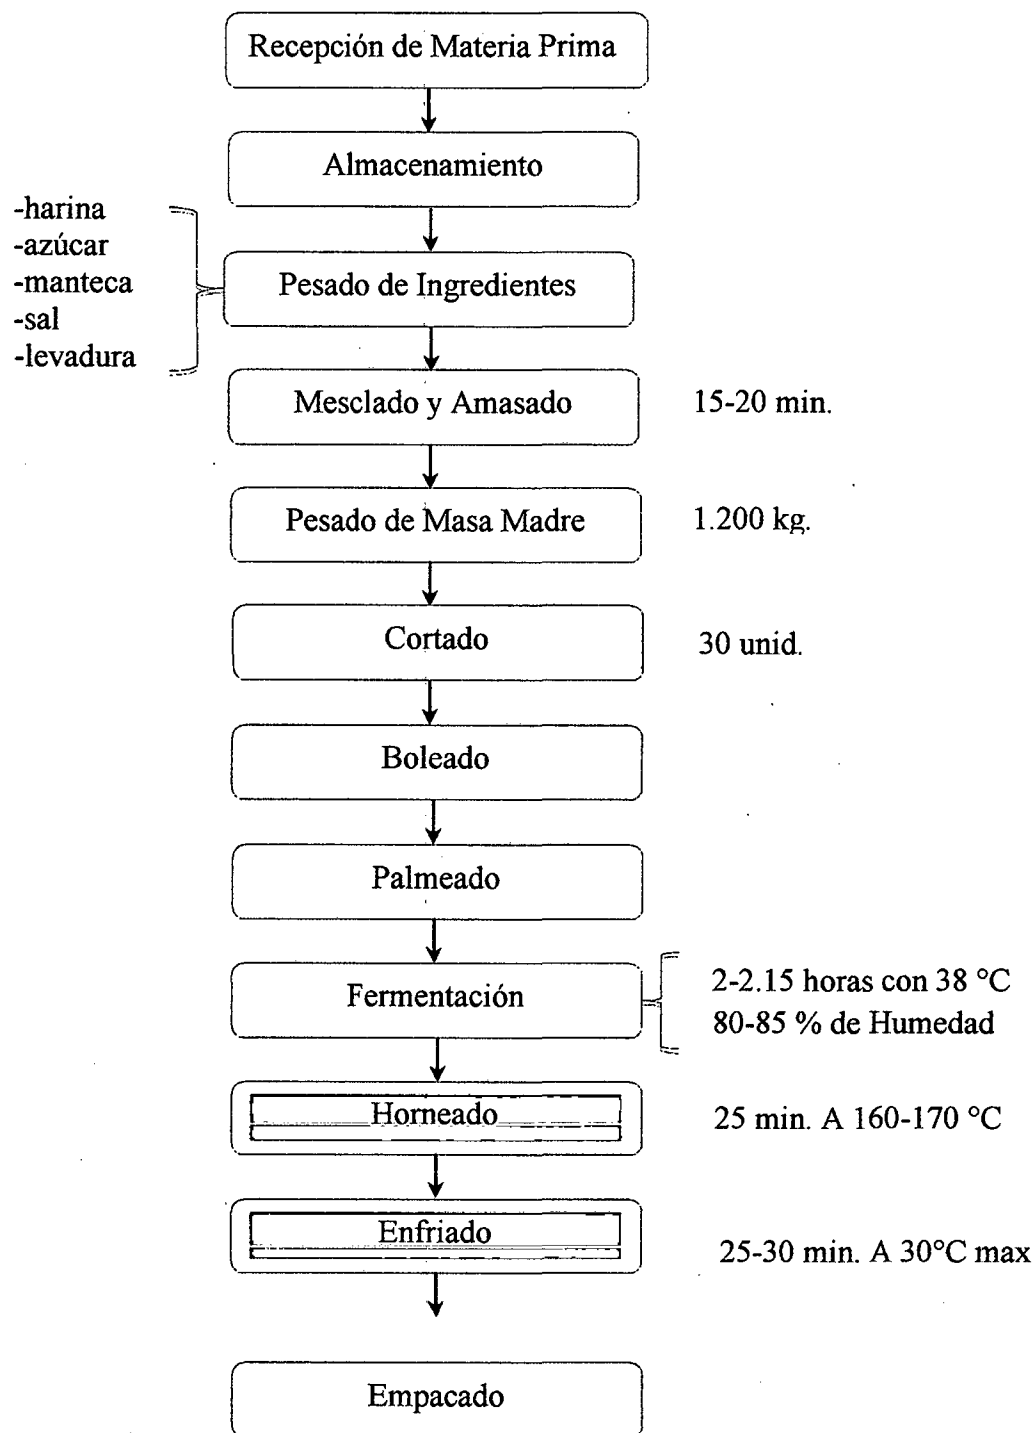 Recepción de Materia Prima
Almacenamiento
-harina
-azúcar
-manteca
-sal
-levadura
Pesado de Ingredientes
Mesclado y Amasado
15-20 min.
Pesado de Masa Madre
1.200 kg.
Cortado
30 unid.
Boleado
Palmeado
Fermentación
2-2.15 horas con 38 °C
80-85 % de Humedad
Horneado
25 min. A 160-170 °C
Enfriado
25-30 min. A 30°C max
Empacado